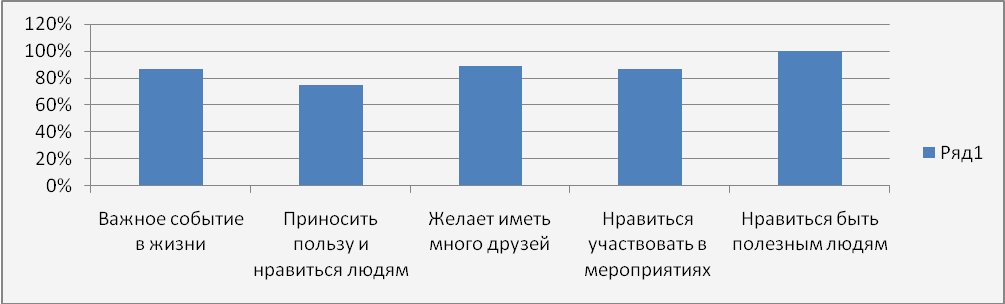 120%
100%
80%
60%
40%
20%
0%
Важное событие
в жизни
Приносить
пользу и
нравиться людям
Желает иметь
много друзей
Нравиться
участвовать в
мероприятиях
Нравиться быть
полезным людям
Ряд1